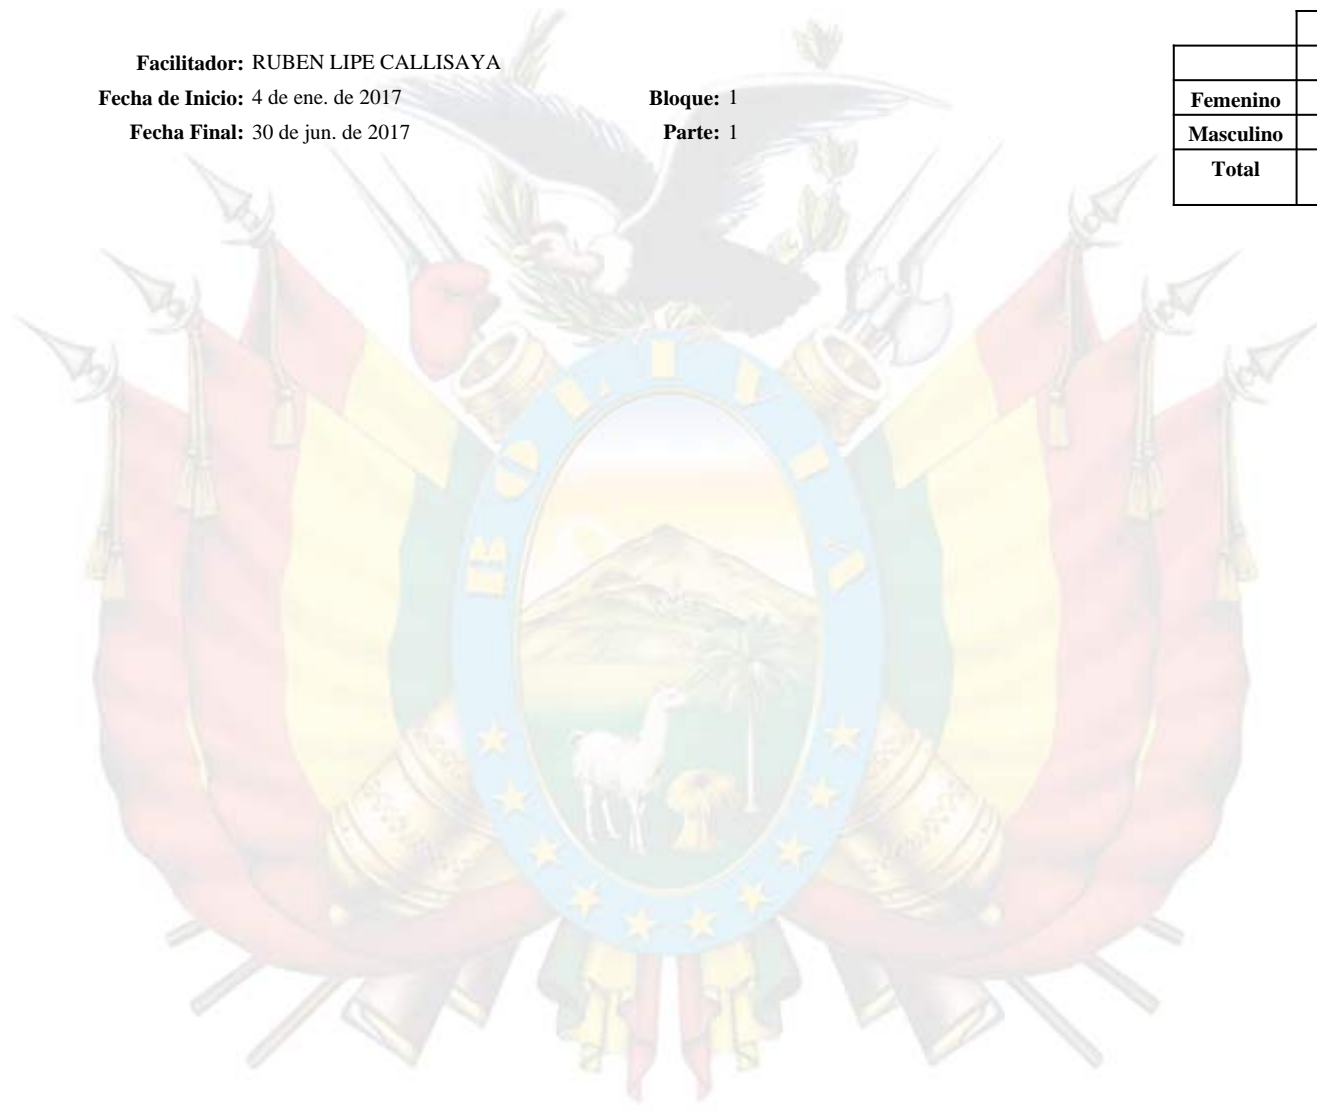 Facilitador: RUBEN LIPE CALLISAYA
Fecha de Inicio: 4 de ene. de 2017 Bloque: 1
Fecha Final: 30 de jun. de 2017 Parte: 1
Femenino
Masculino
Total
BOLIVIA